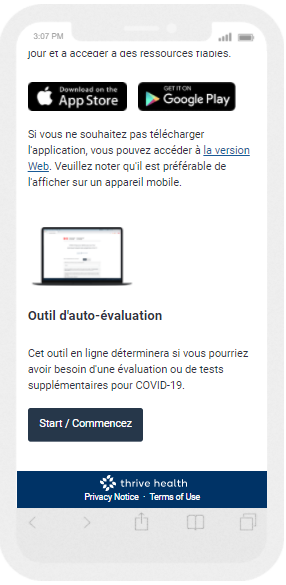 3:07 PM
jour et à accéder à des ressources fiables.
Download on the
App Store
GET IT ON
Google Play
Si vous ne souhaitez pas télécharger
l'application, vous pouvez accéder à la version
Web. Veuillez noter qu'il est préférable de
l'afficher sur un appareil mobile.
Outil d'auto-évaluation
Cet outil en ligne déterminera si vous pourriez
avoir besoin d'une évaluation ou de tests
supplémentaires pour COVID-19.
Start / Commencez
thrive health
Privacy Notice · Terms of Use